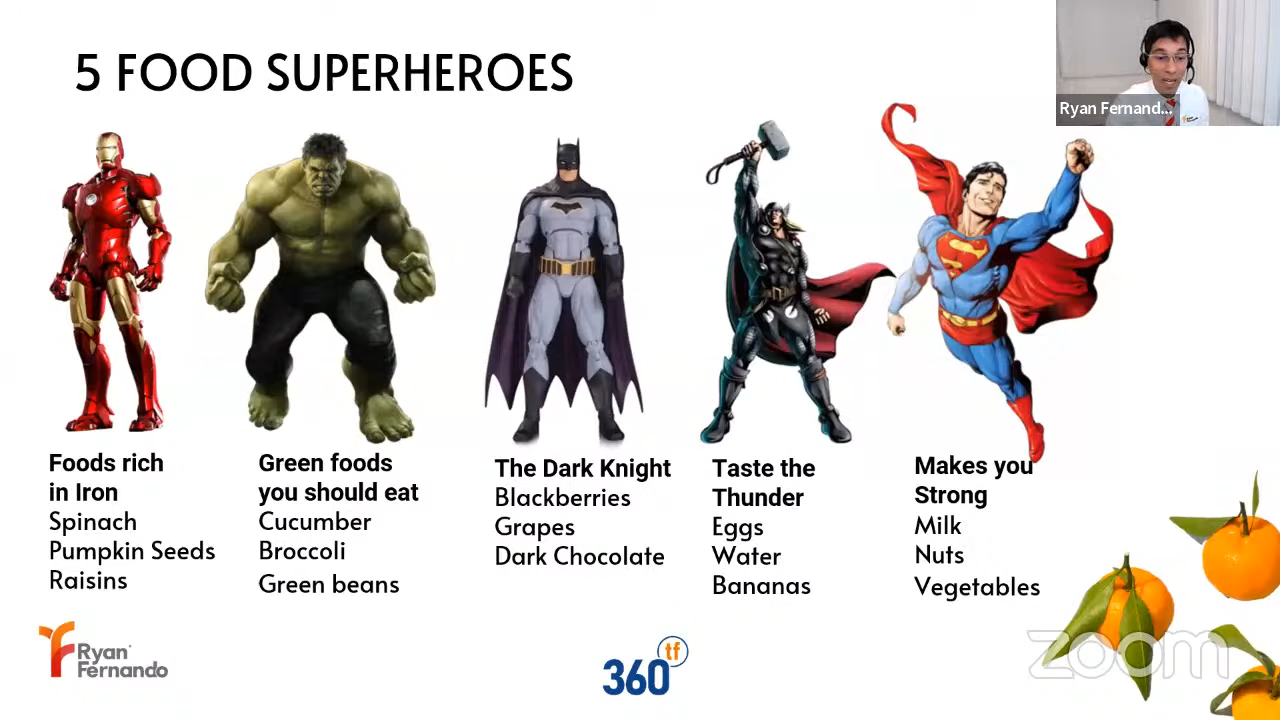 5 FOOD SUPERHEROES
Ryan Fernand...
Foods rich
in Iron
Spinach
Pumpkin Seeds
Raisins
Green foods
you should eat
Cucumber
Broccoli
Green beans
The Dark Knight
Blackberries
Grapes
Dark Chocolate
Taste the
Thunder
Eggs
Water
Bananas
Makes you
Strong
Milk
Nuts
Vegetables
Ryan
Fernando
360
tf
zoom